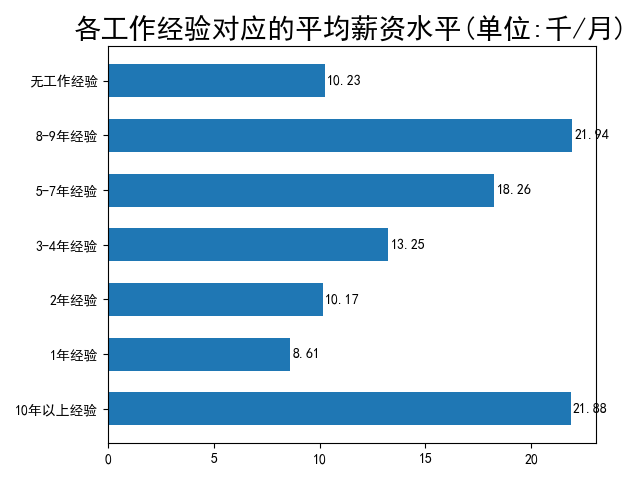 各工作经验对应的平均薪资水平(单位:千/月)
无工作经验 10.23
8-9年经验 21.94
5-7年经验 18.26
3-4年经验 13.25
2年经验 10.17
1年经验 8.61
10年以上经验 21.88
0 5 10 15 20